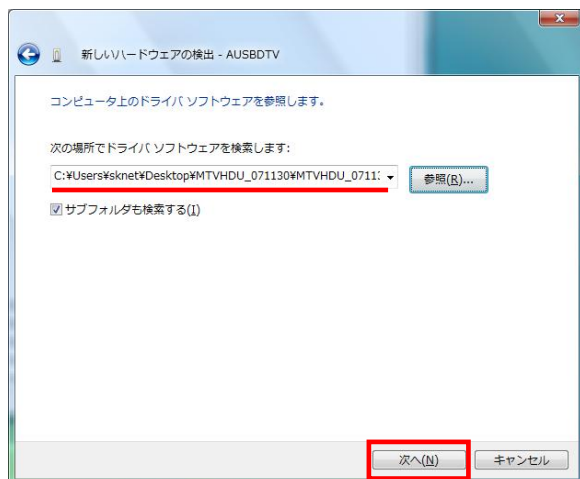 新しいハードウェアの検出 - AUSBDTV
コンピュータ上のドライバ ソフトウェアを参照します。
次の場所でドライバ ソフトウェアを検索します:
C:¥Users¥sknet¥Desktop¥MTVHDU_071130¥MTVHDU_0711
参照(R)...
サブフォルダも検索する(I)
次へ(N)
キャンセル